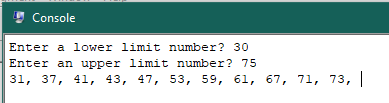 Console
Enter a lower limit number? 30
Enter an upper limit number? 75
31, 37, 41, 43, 47, 53, 59, 61, 67, 71, 73,